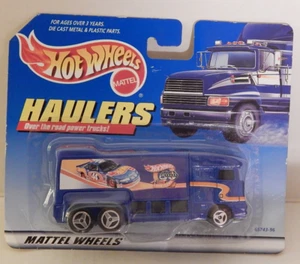 FOR AGES OVER 3 YEARS.
DIE CAST METAL & PLASTIC PARTS.
HOT WHEELS
MATTEL
HAULERS
Over the road power trucks!
MATTEL WHEELS